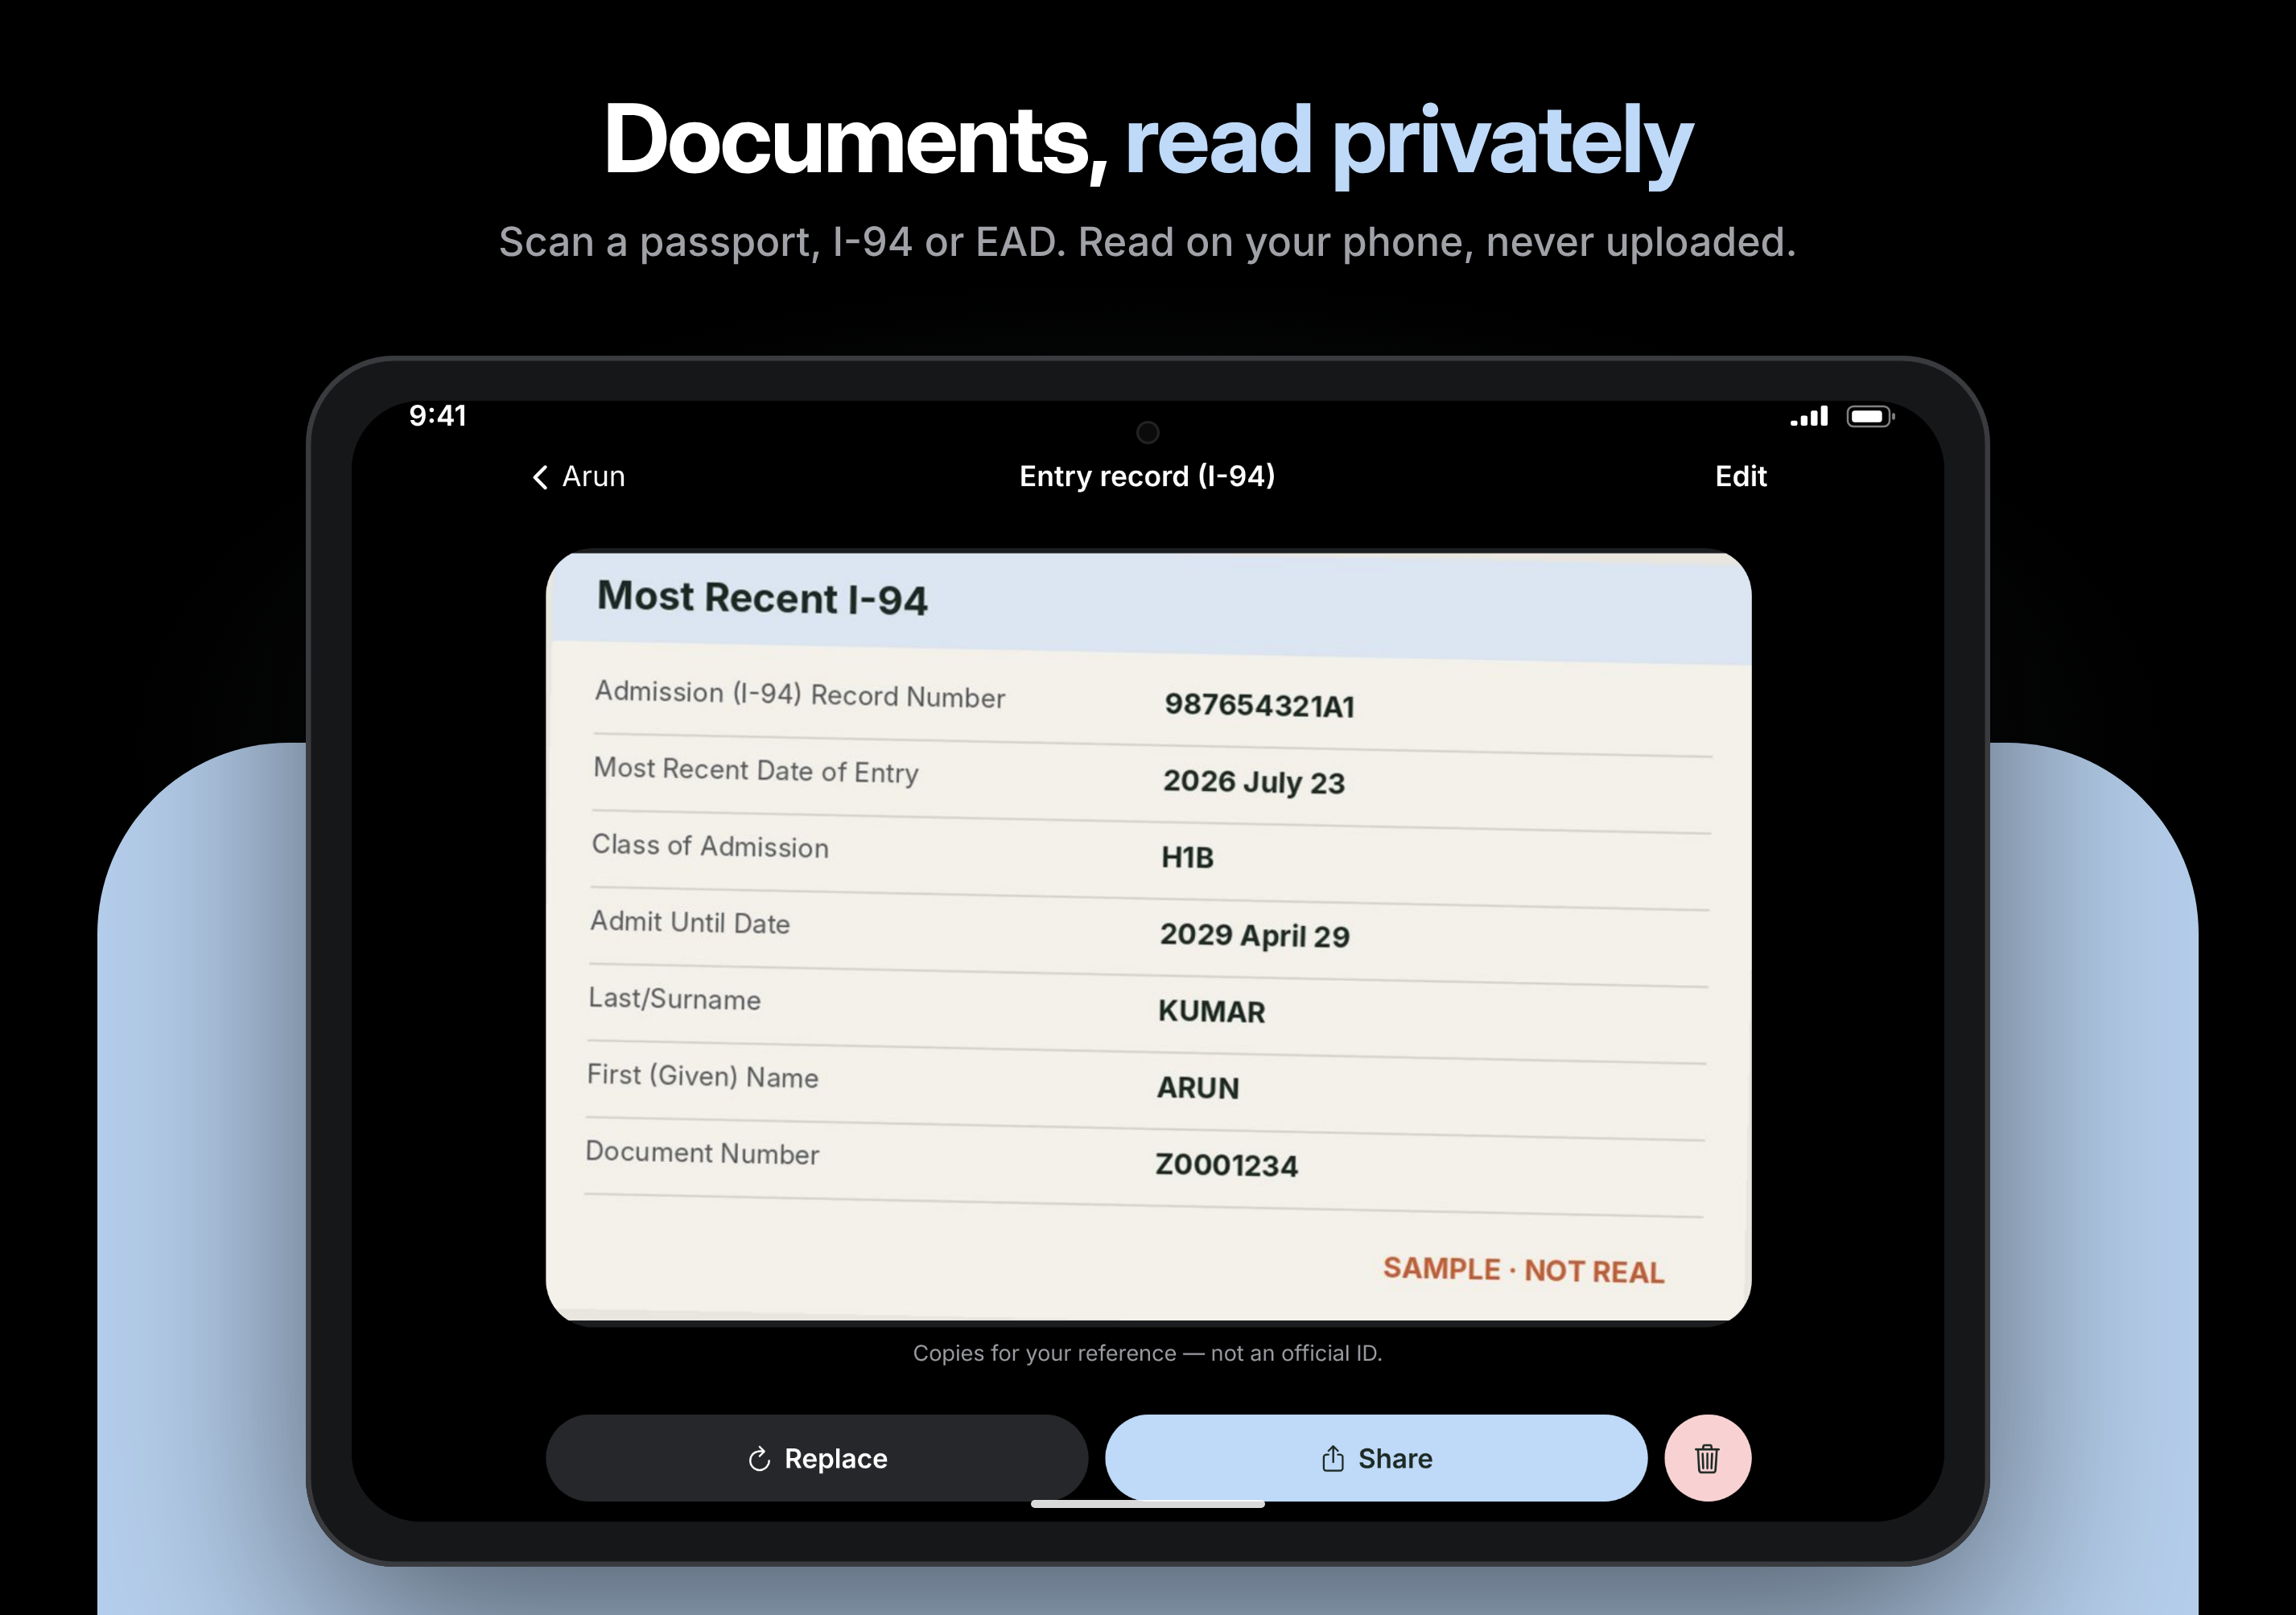 Documents, read privately
Scan a passport, I-94 or EAD. Read on your phone, never uploaded.
9:41
Arun
Entry record (I-94)
Edit
Most Recent I-94
Admission (I-94) Record Number 987654321A1
Most Recent Date of Entry 2026 July 23
Class of Admission H1B
Admit Until Date 2029 April 29
Last/Surname KUMAR
First (Given) Name ARUN
Document Number Z0001234
SAMPLE · NOT REAL
Copies for your reference — not an official ID.
Replace
Share